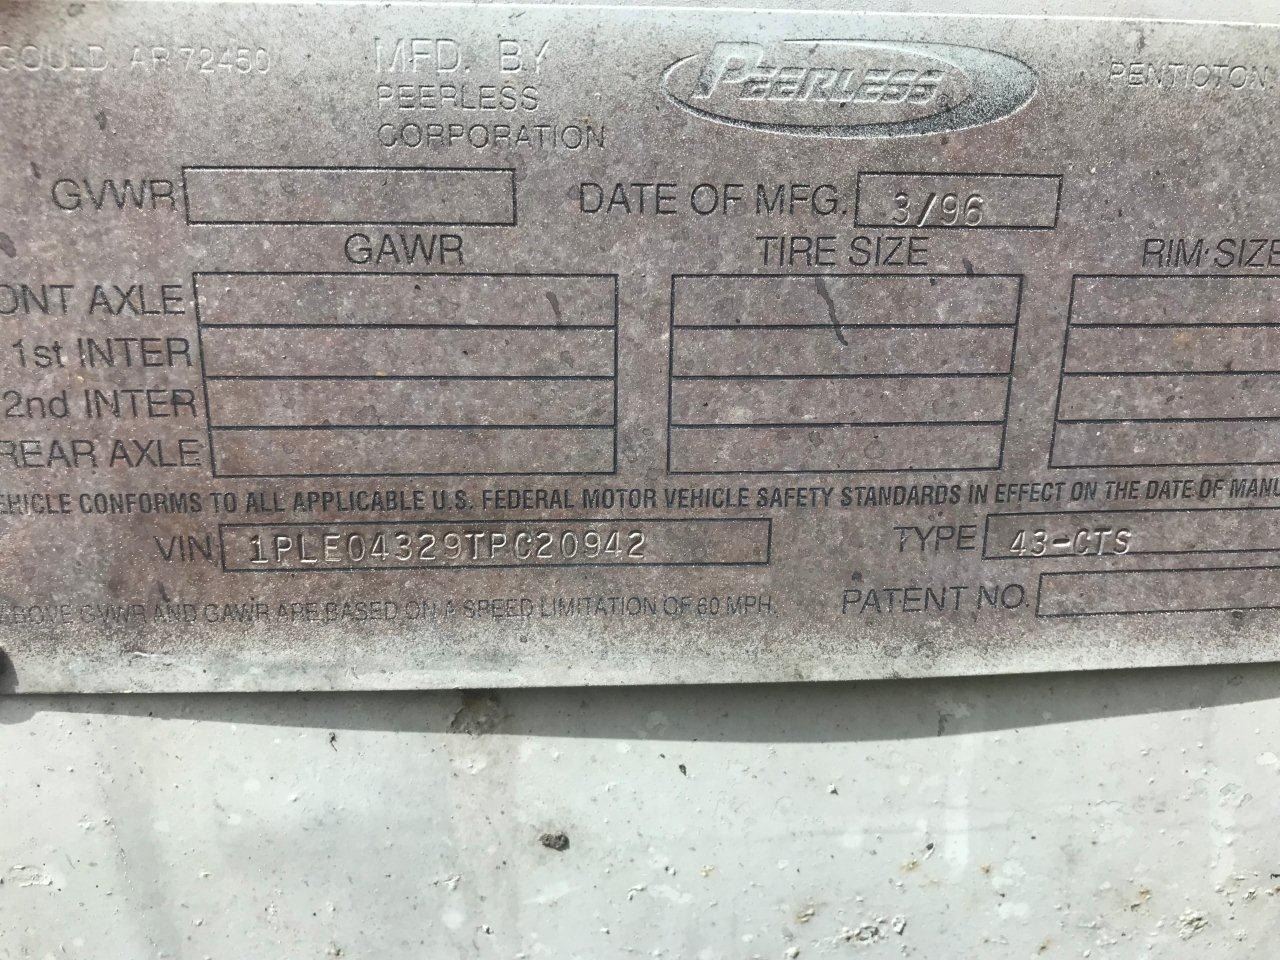 GOULD, AR 72450
MFD. BY
PEERLESS
CORPORATION
PEERLESS
PENTICTON,
GVWR
DATE OF MFG. 3/96
GAWR TIRE SIZE RIM SIZE
ONT AXLE
1st INTER
2nd INTER
REAR AXLE
EHICLE CONFORMS TO ALL APPLICABLE U.S. FEDERAL MOTOR VEHICLE SAFETY STANDARDS IN EFFECT ON THE DATE OF MANU
VIN 1PLE04329TPC20942 TYPE 43-CTS
ABOVE GVWR AND GAWR ARE BASED ON A SPEED LIMITATION OF 60 MPH. PATENT NO.